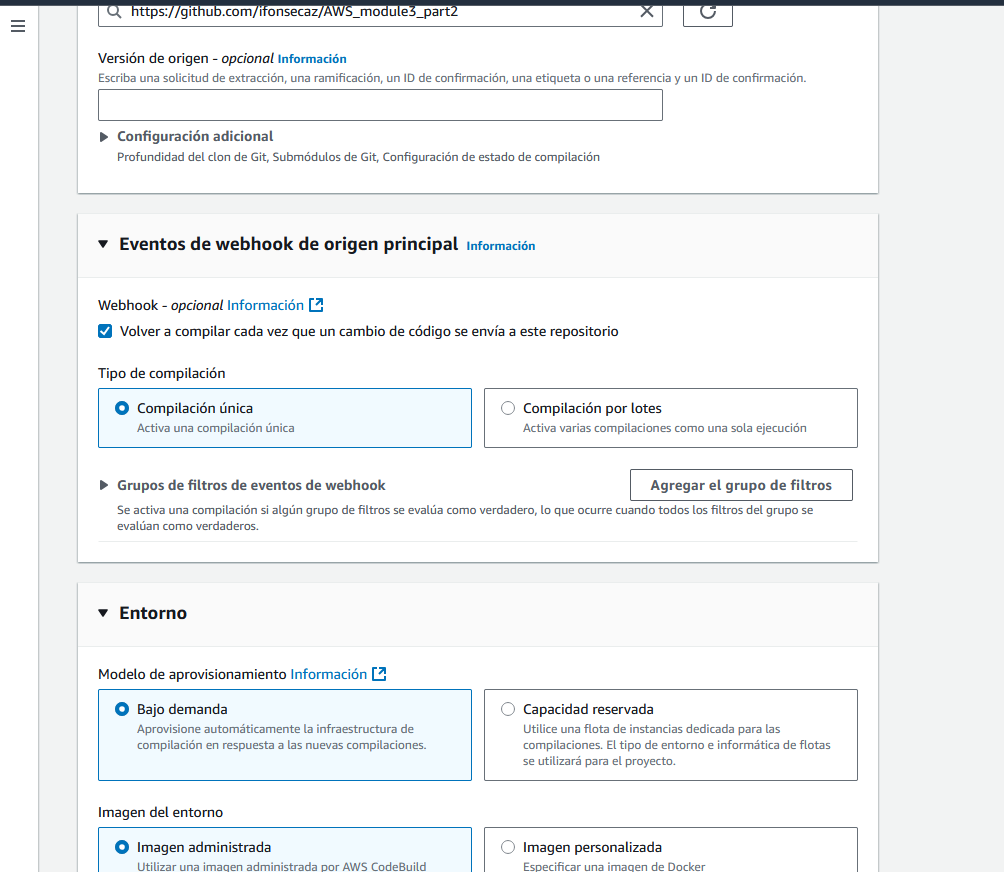 https://github.com/ifonsecaz/AWS_module3_part2
Versión de origen - opcional Información
Escriba una solicitud de extracción, una ramificación, un ID de confirmación, una etiqueta o una referencia y un ID de confirmación.
Configuración adicional
Profundidad del clon de Git, Submódulos de Git, Configuración de estado de compilación
Eventos de webhook de origen principal Información
Webhook - opcional Información
Volver a compilar cada vez que un cambio de código se envía a este repositorio
Tipo de compilación
Compilación única
Activa una compilación única
Compilación por lotes
Activa varias compilaciones como una sola ejecución
Grupos de filtros de eventos de webhook
Agregar el grupo de filtros
Se activa una compilación si algún grupo de filtros se evalúa como verdadero, lo que ocurre cuando todos los filtros del grupo se
evalúan como verdaderos.
Entorno
Modelo de aprovisionamiento Información
Bajo demanda
Aprovisione automáticamente la infraestructura de
compilación en respuesta a las nuevas compilaciones.
Capacidad reservada
Utilice una flota de instancias dedicada para las
compilaciones. El tipo de entorno e informática de flotas
se utilizará para el proyecto.
Imagen del entorno
Imagen administrada
Utilizar una imagen administrada por AWS CodeBuild
Imagen personalizada
Especificar una imagen de Docker